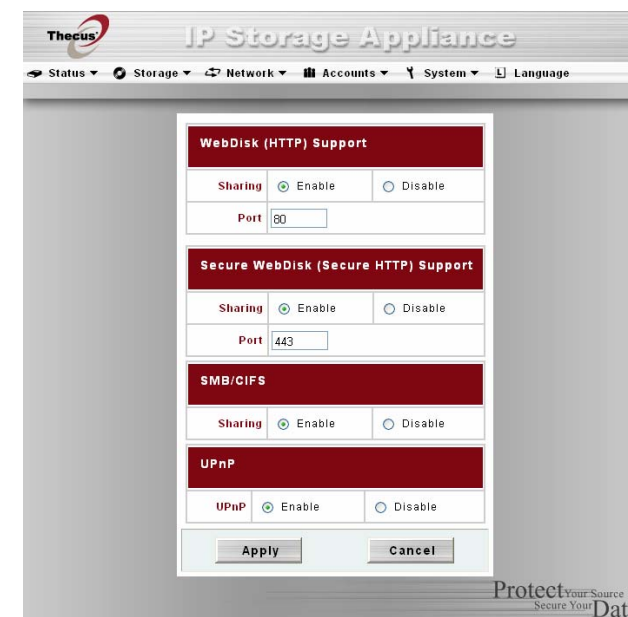 Thecus
IP Storage Appliance
Status Storage Network Accounts System L Language
WebDisk (HTTP) Support
Sharing Enable Disable
Port 80
Secure WebDisk (Secure HTTP) Support
Sharing Enable Disable
Port 443
SMB/CIFS
Sharing Enable Disable
UPnP
UPnP Enable Disable
Apply Cancel
Protect Your Source
Secure Your Dat